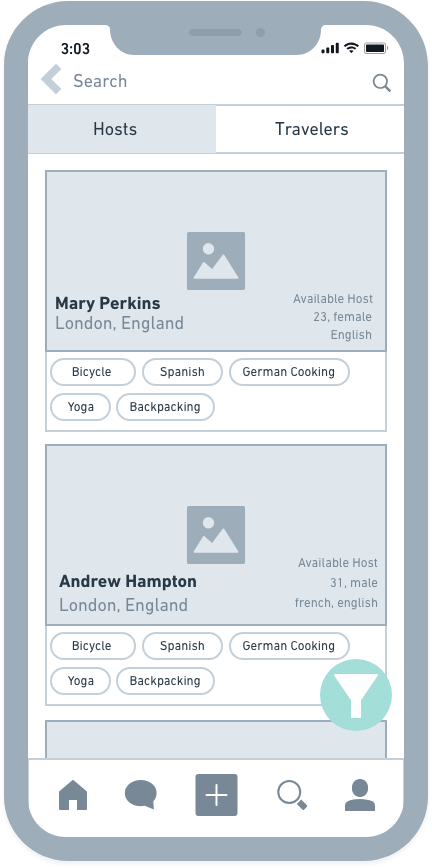 3:03
Search
Hosts Travelers
Mary Perkins
London, England
Available Host
23, female
English
Bicycle Spanish German Cooking
Yoga Backpacking
Andrew Hampton
London, England
Available Host
31, male
french, english
Bicycle Spanish German Cooking
Yoga Backpacking